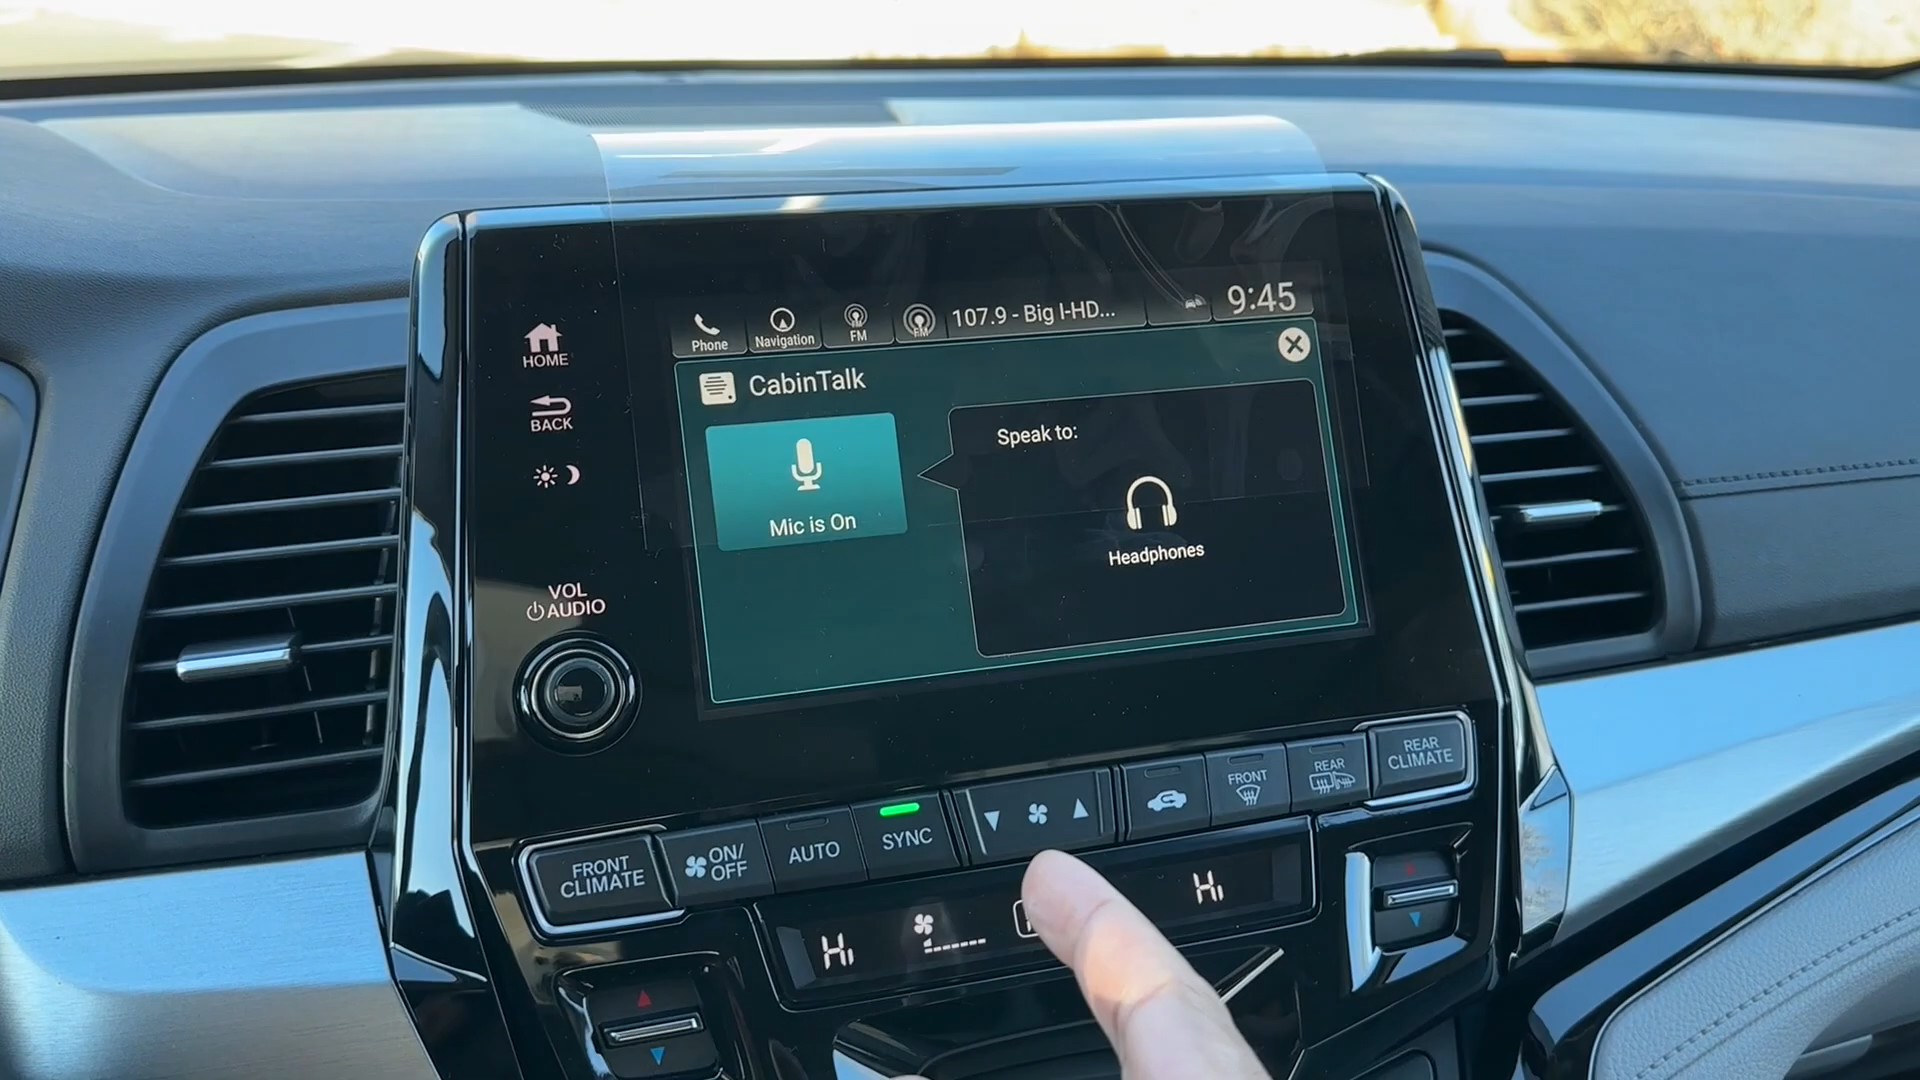 Phone
Navigation
FM
FM
107.9 - Big I-HD...
9:45
HOME
BACK
CabinTalk
Mic is On
Speak to:
Headphones
VOL
AUDIO
FRONT
CLIMATE
ON/
OFF
AUTO
SYNC
FRONT
REAR
REAR
CLIMATE
Hi
Hi